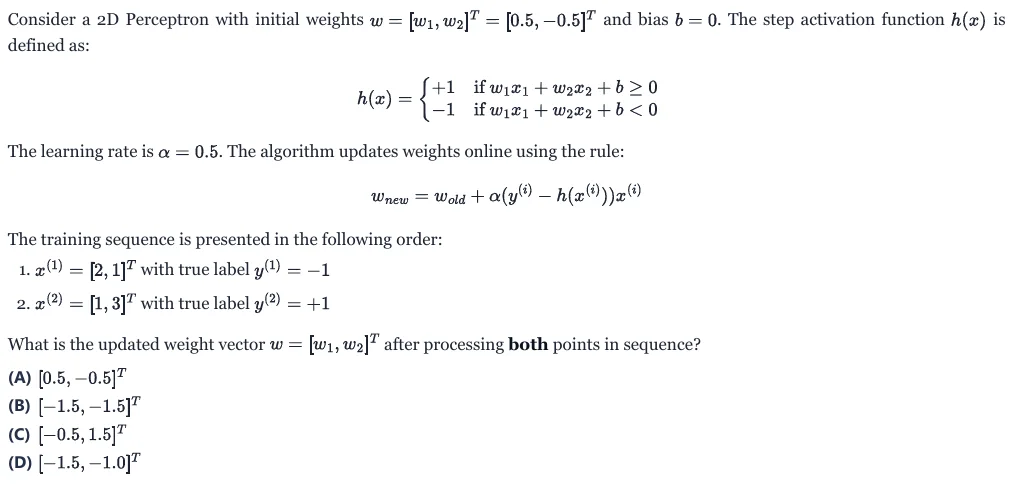 Consider a 2D Perceptron with initial weights w = [w₁, w₂]ᵀ = [0.5, −0.5]ᵀ and bias b = 0. The step activation function h(x) is
defined as:
h(x) = { +1 if w₁x₁ + w₂x₂ + b ≥ 0
−1 if w₁x₁ + w₂x₂ + b < 0
The learning rate is α = 0.5. The algorithm updates weights online using the rule:
w_new = w_old + α(y⁽ⁱ⁾ − h(x⁽ⁱ⁾))x⁽ⁱ⁾
The training sequence is presented in the following order:
1. x⁽¹⁾ = [2, 1]ᵀ with true label y⁽¹⁾ = −1
2. x⁽²⁾ = [1, 3]ᵀ with true label y⁽²⁾ = +1
What is the updated weight vector w = [w₁, w₂]ᵀ after processing both points in sequence?
(A) [0.5, −0.5]ᵀ
(B) [−1.5, −1.5]ᵀ
(C) [−0.5, 1.5]ᵀ
(D) [−1.5, −1.0]ᵀ